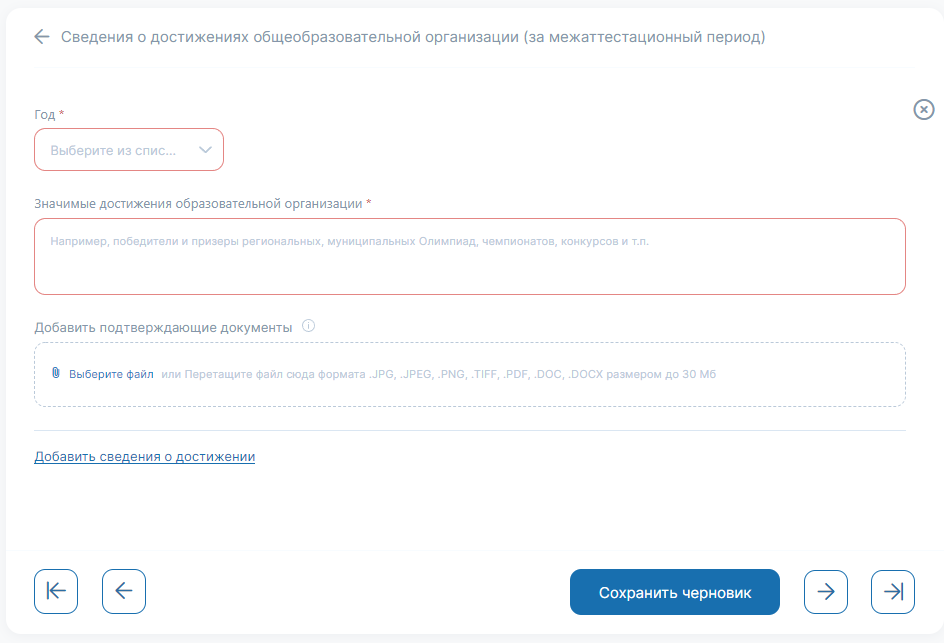 Сведения о достижениях общеобразовательной организации (за межаттестационный период)
Год *
Выберите из спис...
Значимые достижения образовательной организации *
Например, победители и призеры региональных, муниципальных Олимпиад, чемпионатов, конкурсов и т.п.
Добавить подтверждающие документы
Выберите файл или Перетащите файл сюда формата .JPG, .JPEG, .PNG, .TIFF, .PDF, .DOC, .DOCX размером до 30 Мб
Добавить сведения о достижении
Сохранить черновик